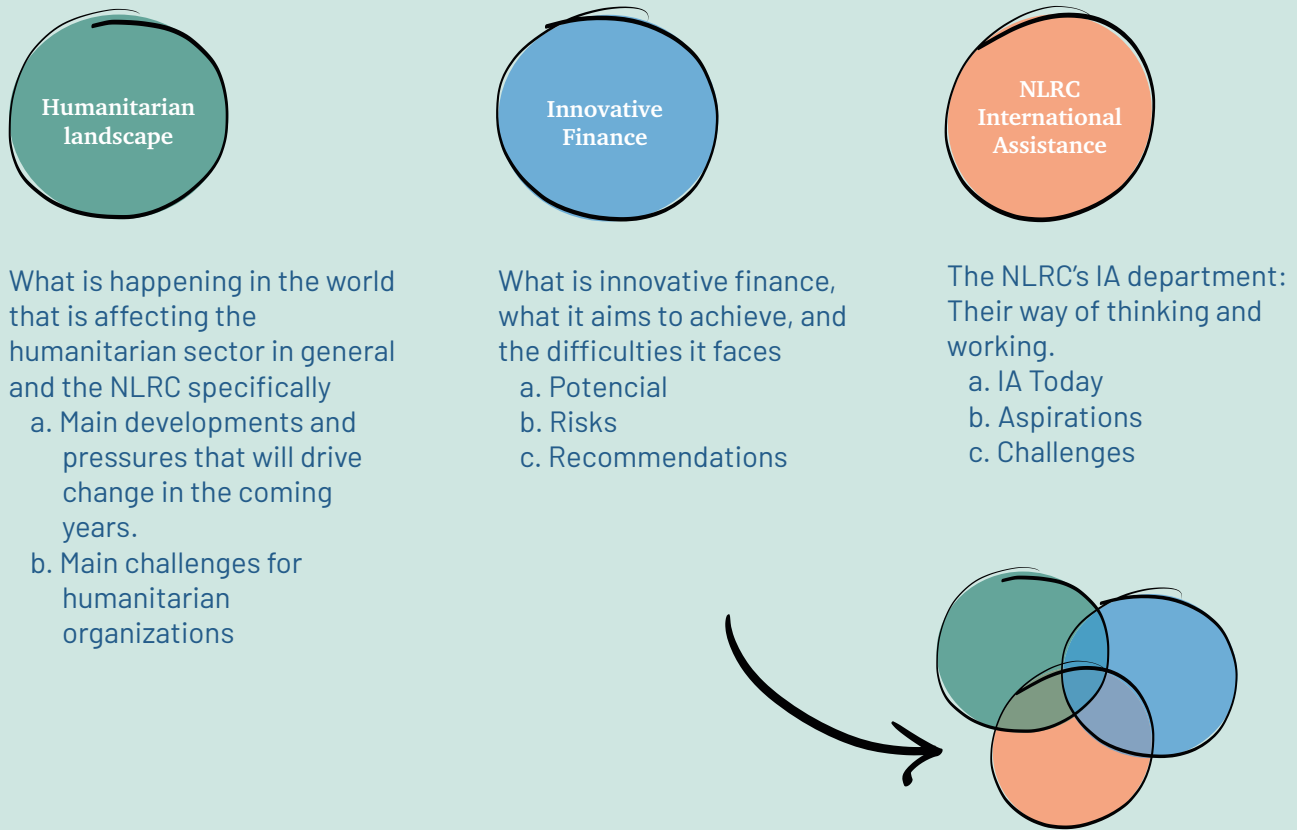 Humanitarian
landscape
What is happening in the world
that is affecting the
humanitarian sector in general
and the NLRC specifically
a. Main developments and
pressures that will drive
change in the coming
years.
b. Main challenges for
humanitarian
organizations
Innovative
Finance
What is innovative finance,
what it aims to achieve, and
the difficulties it faces
a. Potencial
b. Risks
c. Recommendations
NLRC
International
Assistance
The NLRC’s IA department:
Their way of thinking and
working.
a. IA Today
b. Aspirations
c. Challenges